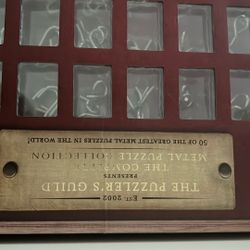 EST. 2002
THE PUZZLER'S GUILD
PRESENTS
THE COMPLETE
METAL PUZZLE COLLECTION
50 OF THE GREATEST METAL PUZZLES IN THE WORLD!